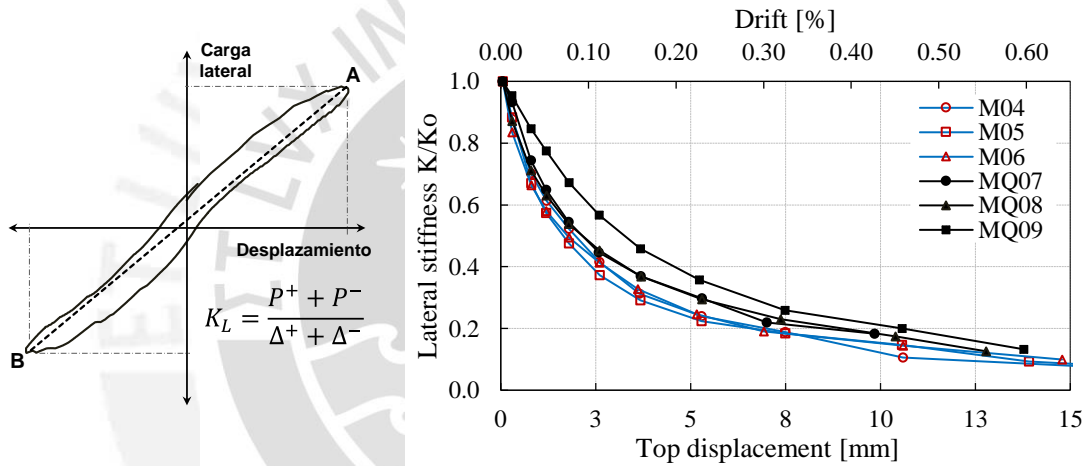 Carga
lateral
A
Desplazamiento
B
K_L = (P⁺ + P⁻) / (Δ⁺ + Δ⁻)
Drift [%]
0.00 0.10 0.20 0.30 0.40 0.50 0.60
Lateral stiffness K/Ko
1.0
0.8
0.6
0.4
0.2
0.0
M04
M05
M06
MQ07
MQ08
MQ09
0 3 5 8 10 13 15
Top displacement [mm]